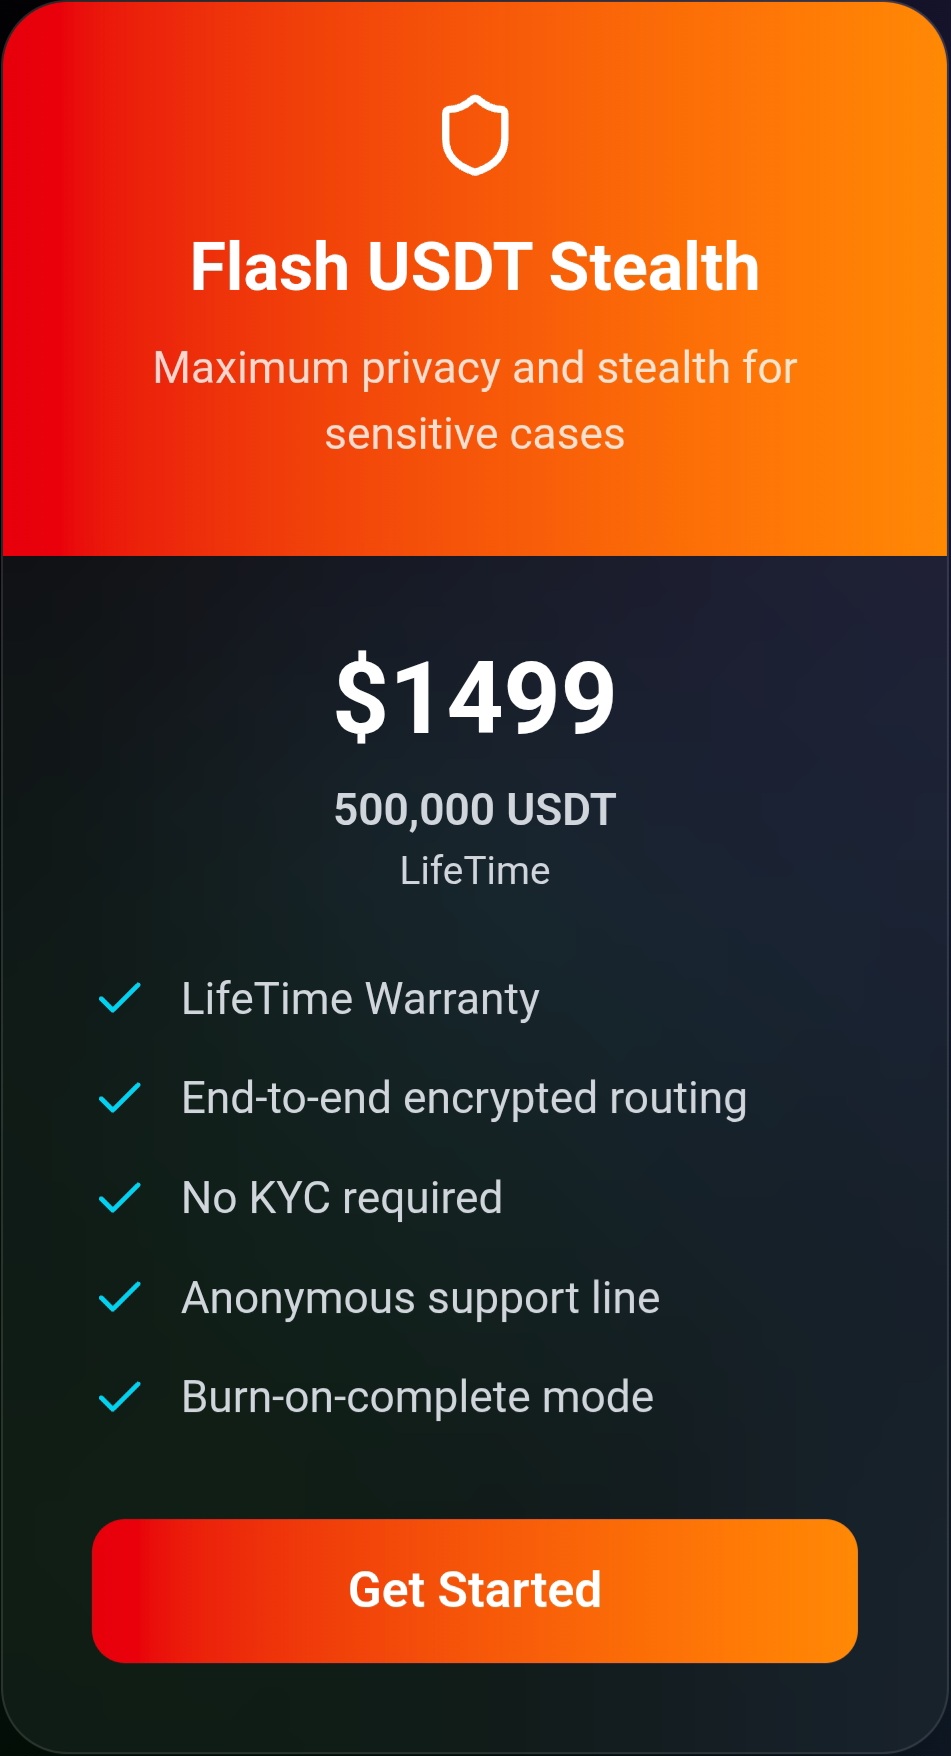 Flash USDT Stealth
Maximum privacy and stealth for
sensitive cases
$1499
500,000 USDT
LifeTime
LifeTime Warranty
End-to-end encrypted routing
No KYC required
Anonymous support line
Burn-on-complete mode
Get Started